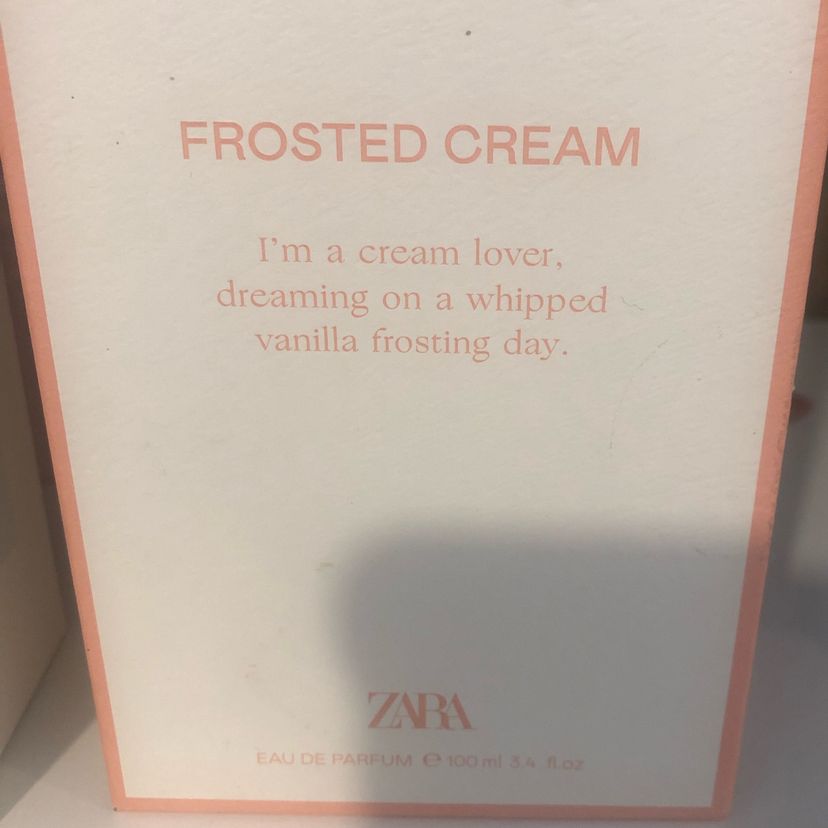 FROSTED CREAM
I'm a cream lover,
dreaming on a whipped
vanilla frosting day.
ZARA
EAU DE PARFUM ℮ 100 ml 3.4 fl.oz